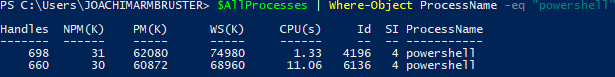 PS C:\Users\JOACHIMARMBRUSTER> $AllProcesses | Where-Object ProcessName -eq "powershell"
Handles NPM(K) PM(K) WS(K) CPU(s) Id SI ProcessName
------- ------ ----- ----- ------ -- -- -----------
698 31 62080 74980 1.33 4196 4 powershell
660 30 60872 68960 11.06 6136 4 powershell